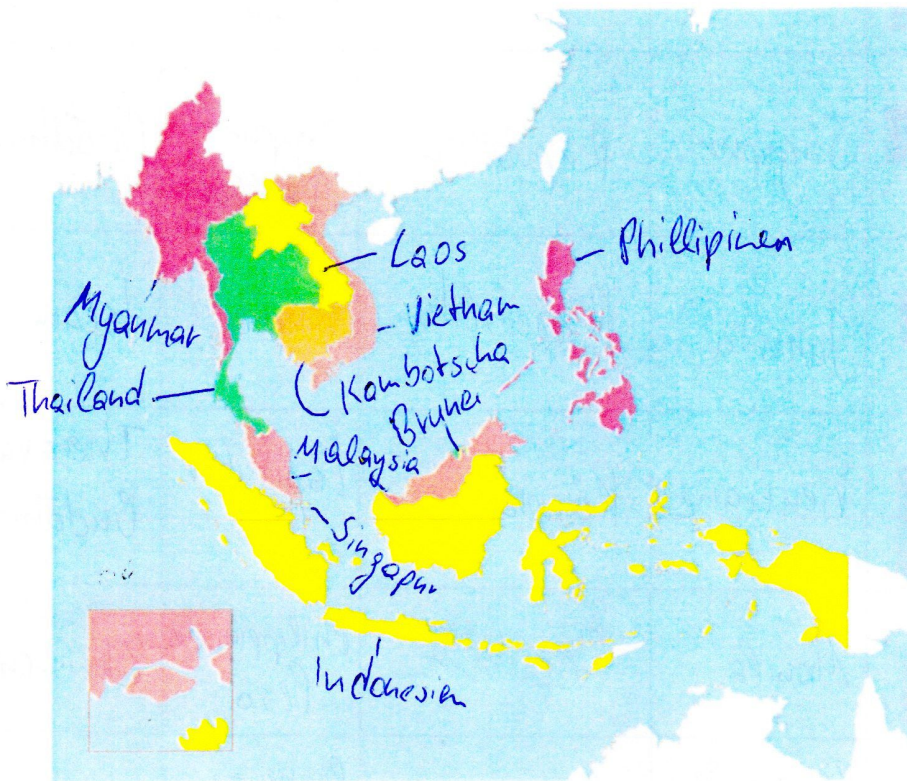 Laos
Phillipinen
Myanmar
Vietnam
Thailand
Kambotscha
Brunei
Malaysia
Singapur
Indonesien